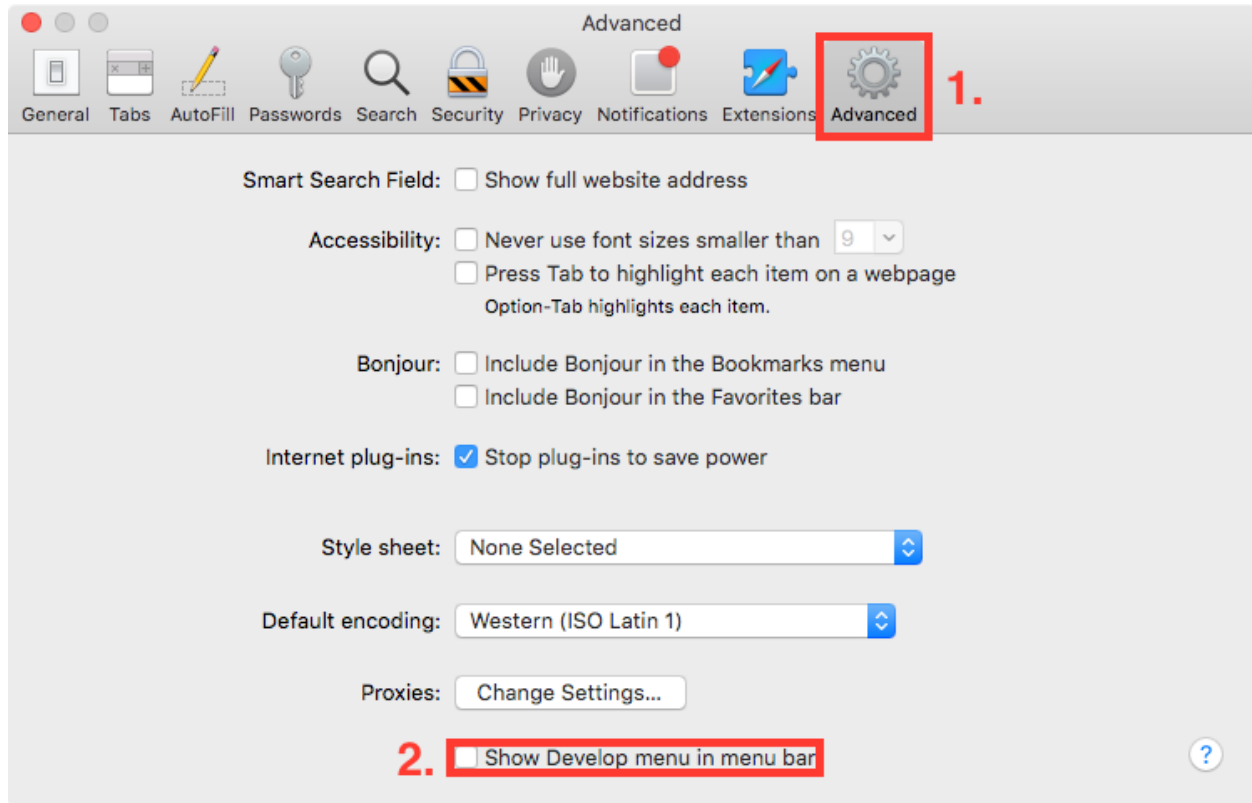 Advanced
General Tabs AutoFill Passwords Search Security Privacy Notifications Extensions Advanced 1.
Smart Search Field: Show full website address
Accessibility: Never use font sizes smaller than 9
Press Tab to highlight each item on a webpage
Option-Tab highlights each item.
Bonjour: Include Bonjour in the Bookmarks menu
Include Bonjour in the Favorites bar
Internet plug-ins: Stop plug-ins to save power
Style sheet: None Selected
Default encoding: Western (ISO Latin 1)
Proxies: Change Settings...
2. Show Develop menu in menu bar ?